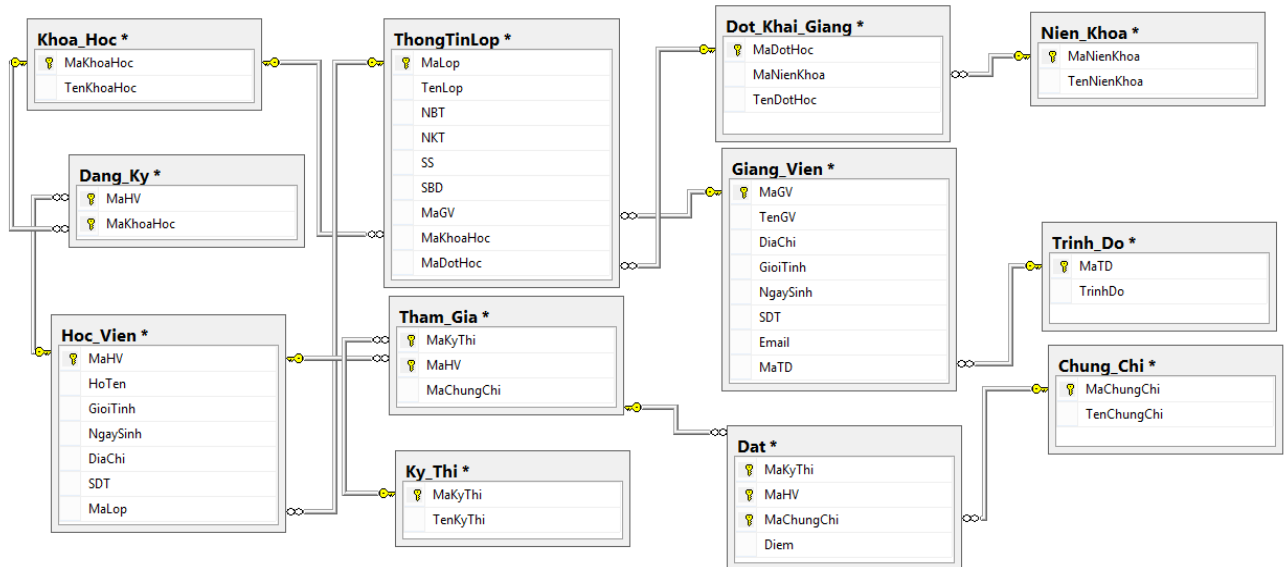 Khoa_Hoc *
MaKhoaHoc
TenKhoaHoc
ThongTinLop *
MaLop
TenLop
NBT
NKT
SS
SBD
MaGV
MaKhoaHoc
MaDotHoc
Dot_Khai_Giang *
MaDotHoc
MaNienKhoa
TenDotHoc
Nien_Khoa *
MaNienKhoa
TenNienKhoa
Dang_Ky *
MaHV
MaKhoaHoc
Giang_Vien *
MaGV
TenGV
DiaChi
GioiTinh
NgaySinh
SDT
Email
MaTD
Trinh_Do *
MaTD
TrinhDo
Hoc_Vien *
MaHV
HoTen
GioiTinh
NgaySinh
DiaChi
SDT
MaLop
Tham_Gia *
MaKyThi
MaHV
MaChungChi
Chung_Chi *
MaChungChi
TenChungChi
Ky_Thi *
MaKyThi
TenKyThi
Dat *
MaKyThi
MaHV
MaChungChi
Diem